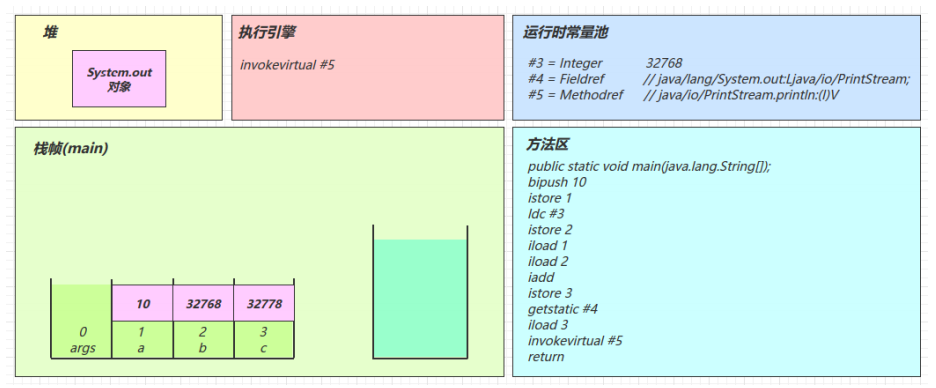 堆
System.out
对象
执行引擎
invokevirtual #5
运行时常量池
#3 = Integer 32768
#4 = Fieldref // java/lang/System.out:Ljava/io/PrintStream;
#5 = Methodref // java/io/PrintStream.println:(I)V
栈帧(main)
10 32768 32778
0 1 2 3
args a b c
方法区
public static void main(java.lang.String[]);
bipush 10
istore 1
ldc #3
istore 2
iload 1
iload 2
iadd
istore 3
getstatic #4
iload 3
invokevirtual #5
return